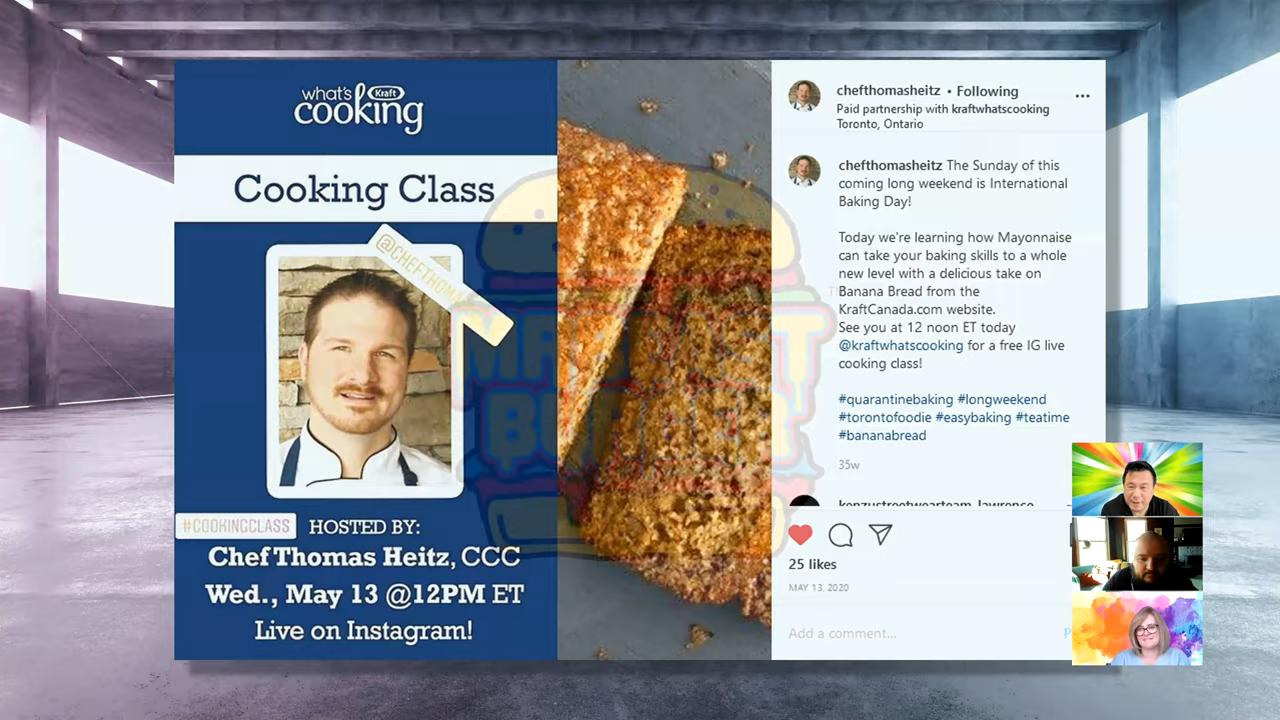 what's Kraft
cooking
Cooking Class
@CHEFTHOM
#COOKINGCLASS HOSTED BY:
Chef Thomas Heitz, CCC
Wed., May 13 @12PM ET
Live on Instagram!
chefthomasheitz • Following
Paid partnership with kraftwhatscooking
Toronto, Ontario
chefthomasheitz The Sunday of this
coming long weekend is International
Baking Day!
Today we're learning how Mayonnaise
can take your baking skills to a whole
new level with a delicious take on
Banana Bread from the
KraftCanada.com website.
See you at 12 noon ET today
@kraftwhatscooking for a free IG live
cooking class!
#quarantinebaking #longweekend
#torontofoodie #easybaking #teatime
#bananabread
35w
kenzustreetwearteam_lawrence
25 likes
MAY 13, 2020
Add a comment...
BURGER